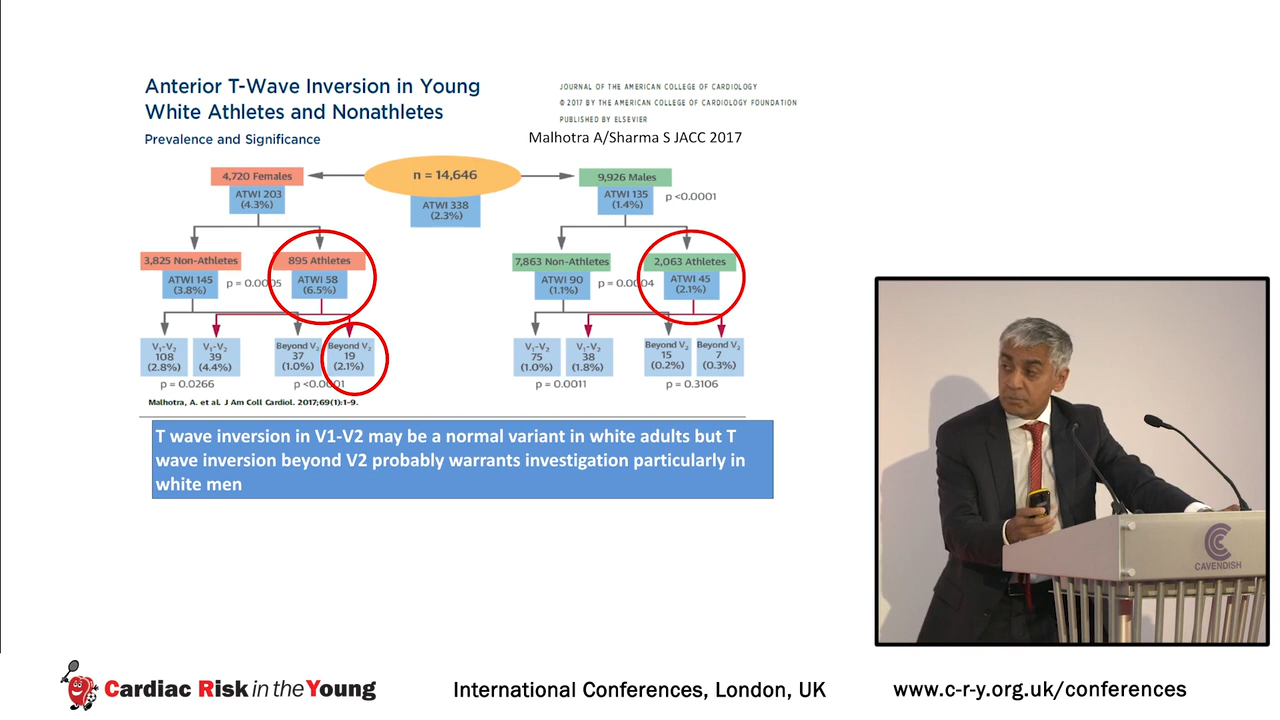 Anterior T-Wave Inversion in Young
White Athletes and Nonathletes
Prevalence and Significance
JOURNAL OF THE AMERICAN COLLEGE OF CARDIOLOGY
© 2017 BY THE AMERICAN COLLEGE OF CARDIOLOGY FOUNDATION
PUBLISHED BY ELSEVIER
Malhotra A/Sharma S JACC 2017
n = 14,646
ATWI 338
(2.3%)
4,720 Females
ATWI 203
(4.3%)
9,926 Males
ATWI 135
(1.4%)
p <0.0001
3,825 Non-Athletes
ATWI 145
(3.8%)
p = 0.0005
895 Athletes
ATWI 58
(6.5%)
7,863 Non-Athletes
ATWI 90
(1.1%)
p = 0.0004
2,063 Athletes
ATWI 45
(2.1%)
V₁-V₂
108
(2.8%)
V₁-V₂
39
(4.4%)
p = 0.0266
Beyond V₂
37
(1.0%)
Beyond V₂
19
(2.1%)
p <0.0001
V₁-V₂
75
(1.0%)
V₁-V₂
38
(1.8%)
p = 0.0011
Beyond V₂
15
(0.2%)
Beyond V₂
7
(0.3%)
p = 0.3106
Malhotra, A. et al. J Am Coll Cardiol. 2017;69(1):1-9.
T wave inversion in V1-V2 may be a normal variant in white adults but T
wave inversion beyond V2 probably warrants investigation particularly in
white men
CAVENDISH
Cardiac Risk in the Young
International Conferences, London, UK
www.c-r-y.org.uk/conferences